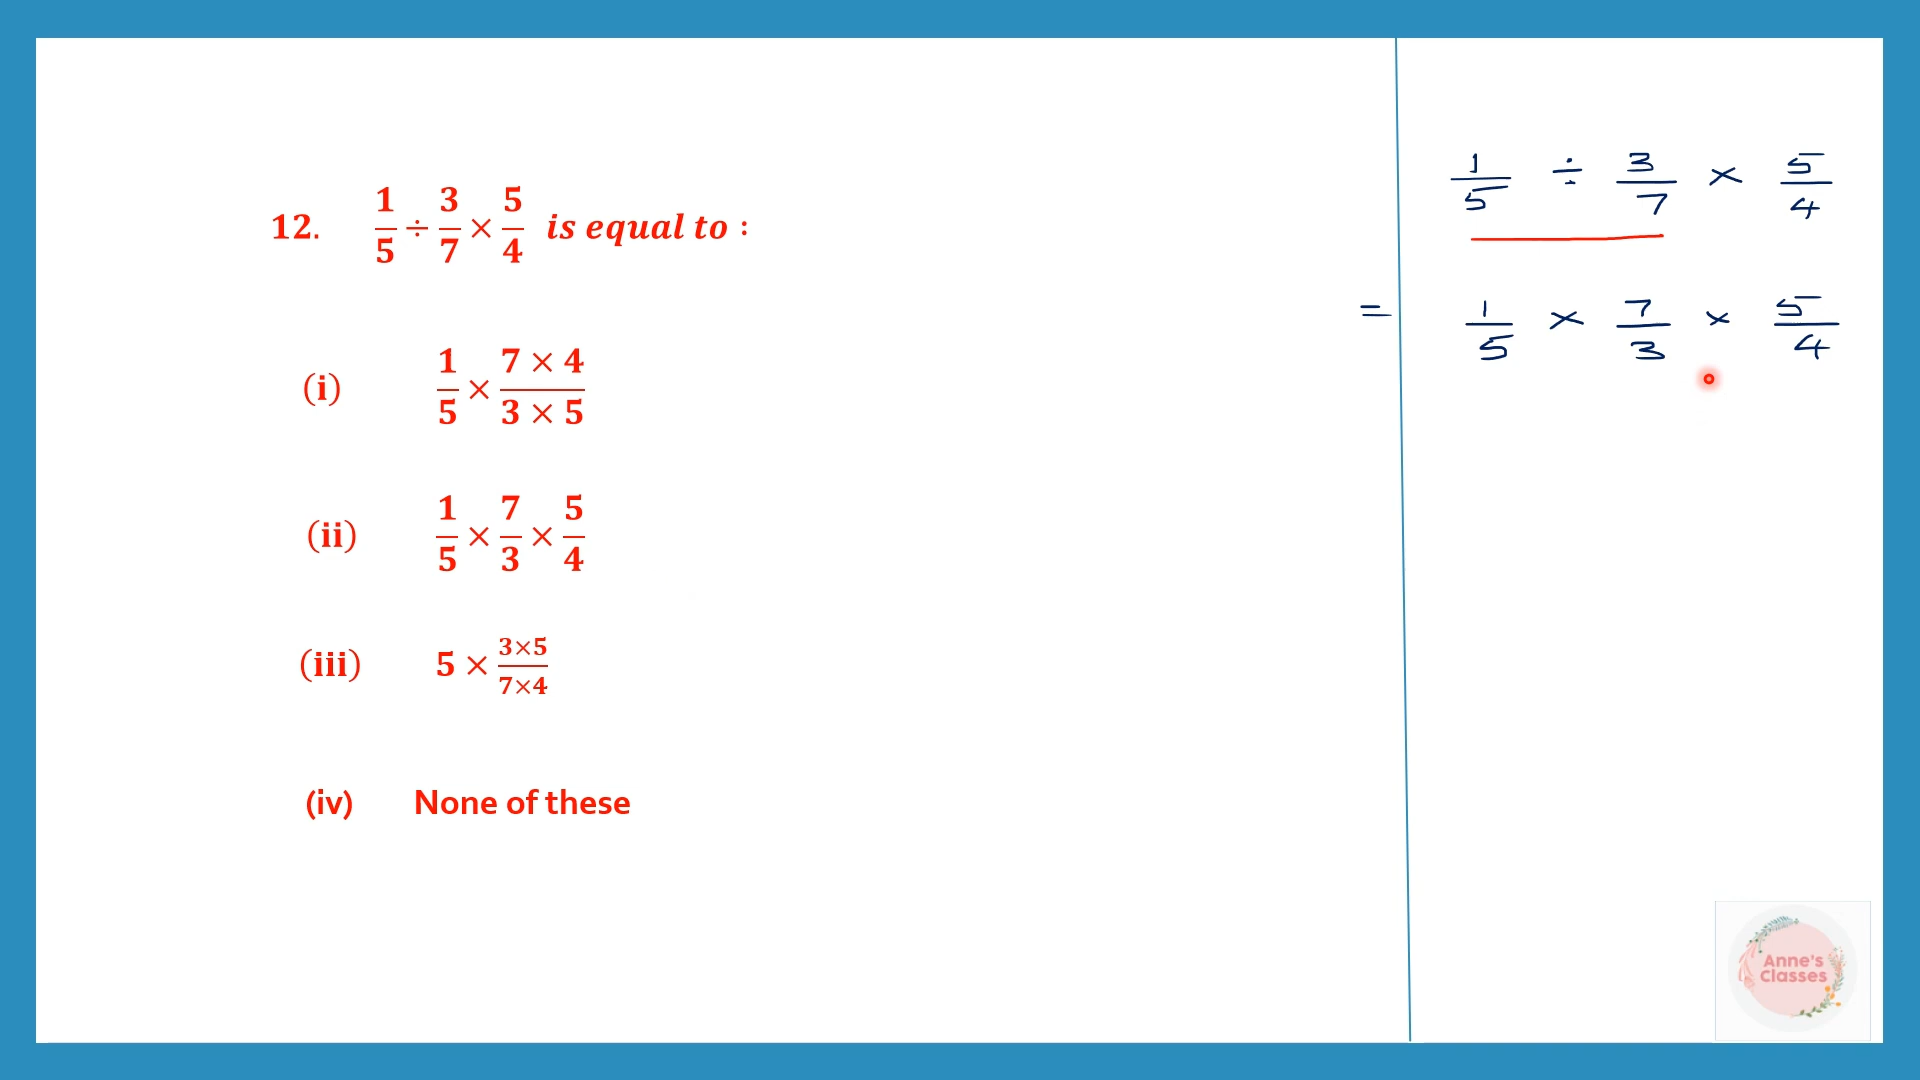 12. 1/5 ÷ 3/7 × 5/4 is equal to :
(i) 1/5 × (7 × 4)/(3 × 5)
(ii) 1/5 × 7/3 × 5/4
(iii) 5 × (3×5)/(7×4)
(iv) None of these
1/5 ÷ 3/7 × 5/4
= 1/5 × 7/3 × 5/4
Anne's
Classes